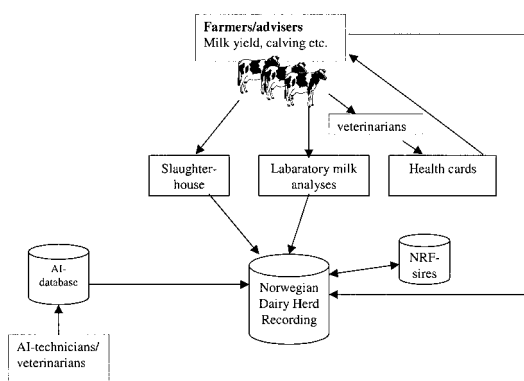 Farmers/advisers
Milk yield, calving etc.
veterinarians
Slaughter-
house
Labaratory milk
analyses
Health cards
AI-
database
Norwegian
Dairy Herd
Recording
NRF-
sires
AI-technicians/
veterinarians